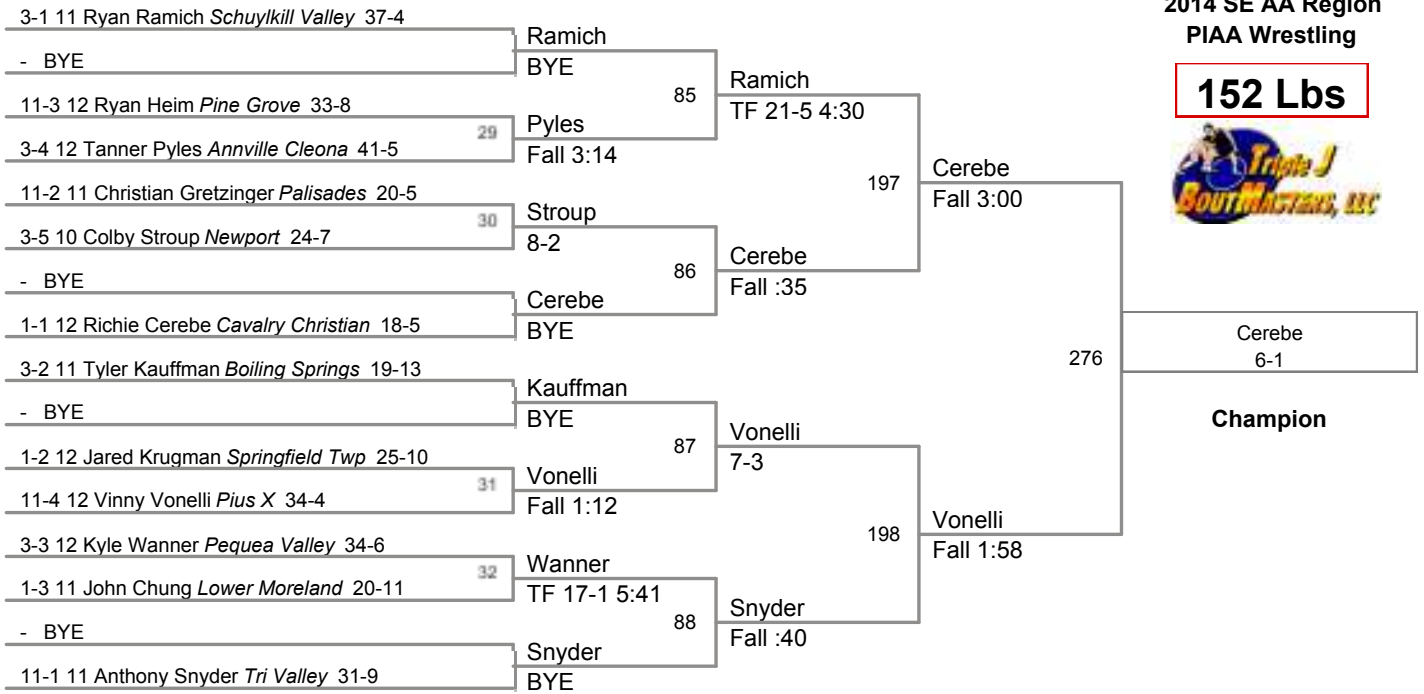 2014 SE AA Region
PIAA Wrestling
152 Lbs
Triple J
BOUTMASTERS, LLC
3-1 11 Ryan Ramich Schuylkill Valley 37-4
- BYE
11-3 12 Ryan Heim Pine Grove 33-8
3-4 12 Tanner Pyles Annville Cleona 41-5
11-2 11 Christian Gretzinger Palisades 20-5
3-5 10 Colby Stroup Newport 24-7
- BYE
1-1 12 Richie Cerebe Cavalry Christian 18-5
3-2 11 Tyler Kauffman Boiling Springs 19-13
- BYE
1-2 12 Jared Krugman Springfield Twp 25-10
11-4 12 Vinny Vonelli Pius X 34-4
3-3 12 Kyle Wanner Pequea Valley 34-6
1-3 11 John Chung Lower Moreland 20-11
- BYE
11-1 11 Anthony Snyder Tri Valley 31-9
Ramich
BYE
29
Pyles
Fall 3:14
30
Stroup
8-2
Cerebe
BYE
Kauffman
BYE
31
Vonelli
Fall 1:12
32
Wanner
TF 17-1 5:41
Snyder
BYE
85
Ramich
TF 21-5 4:30
86
Cerebe
Fall :35
87
Vonelli
7-3
88
Snyder
Fall :40
197
Cerebe
Fall 3:00
198
Vonelli
Fall 1:58
276
Cerebe
6-1
Champion